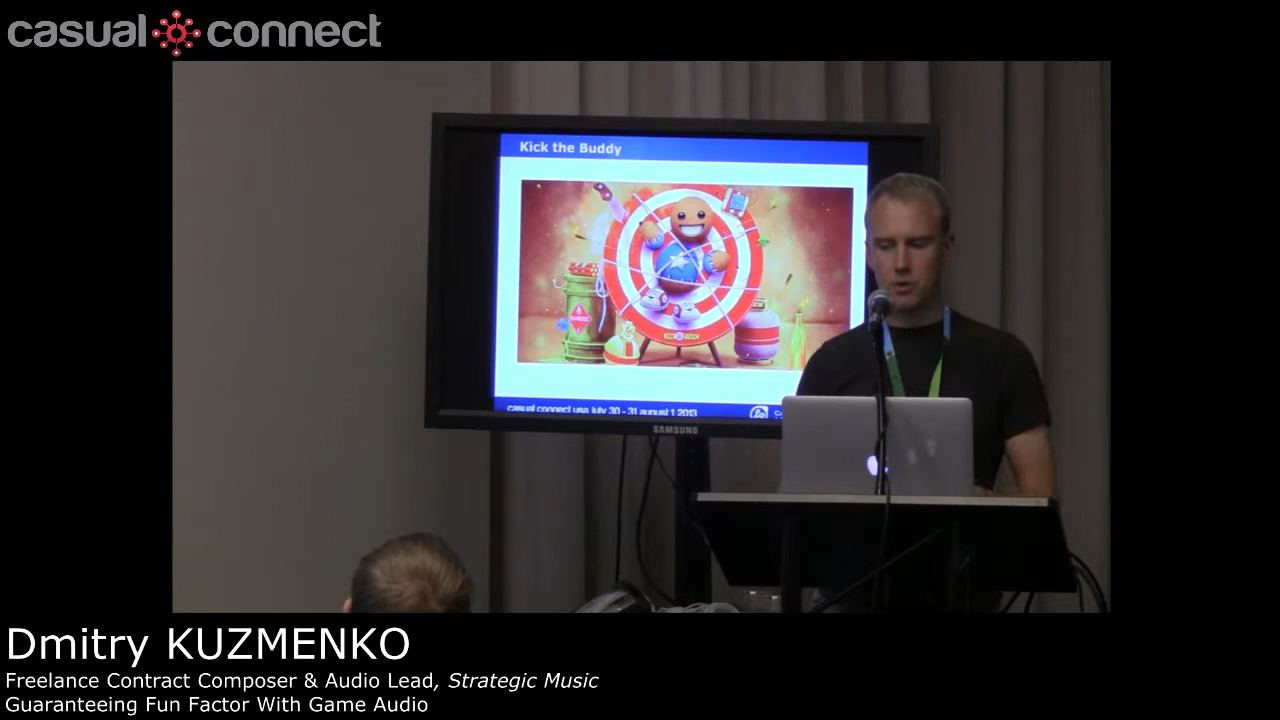 casual connect
Kick the Buddy
casual connect usa july 30 - 31 august 1 2013
SAMSUNG
Dmitry KUZMENKO
Freelance Contract Composer & Audio Lead, Strategic Music
Guaranteeing Fun Factor With Game Audio